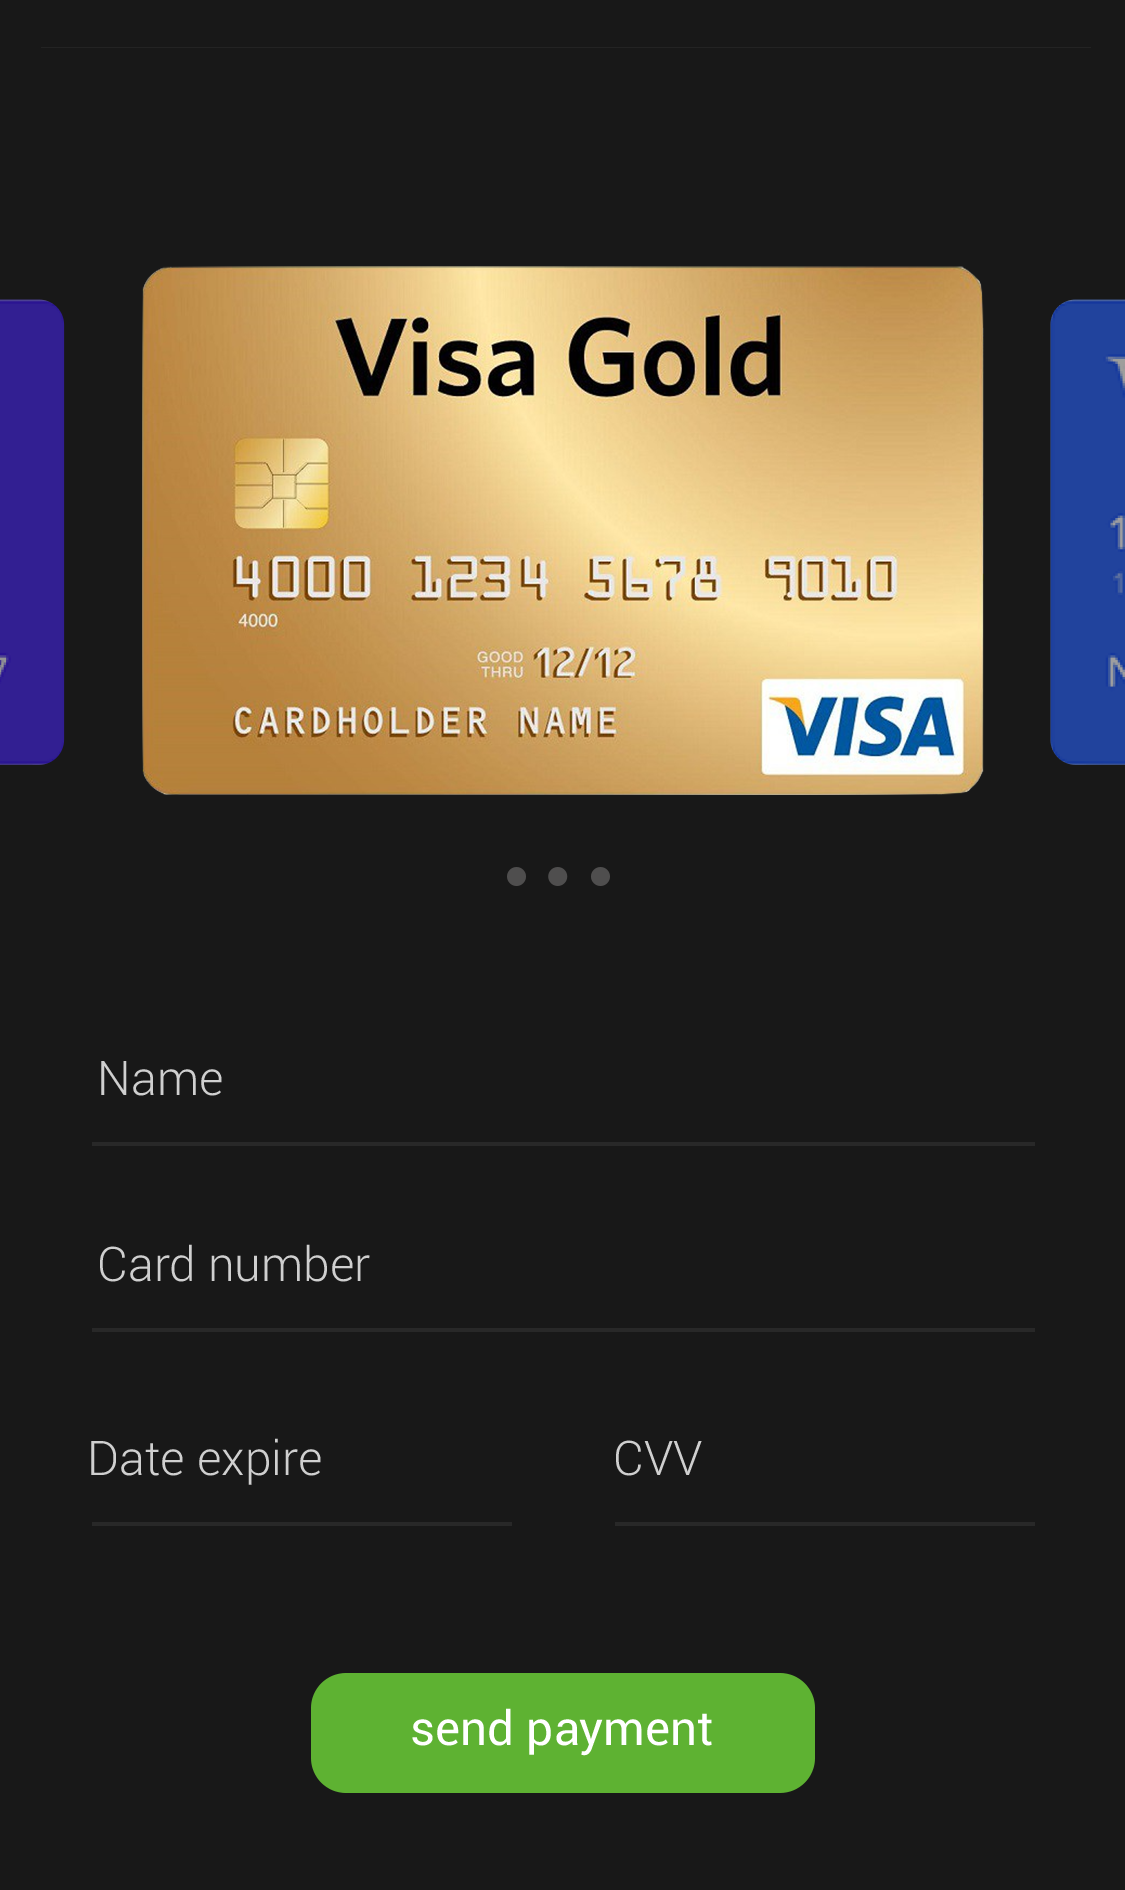 Visa Gold
4000 1234 5678 9010
4000
GOOD THRU 12/12
CARDHOLDER NAME
VISA
Name
Card number
Date expire
CVV
send payment